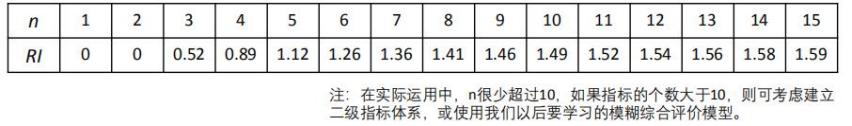 n 1 2 3 4 5 6 7 8 9 10 11 12 13 14 15
RI 0 0 0.52 0.89 1.12 1.26 1.36 1.41 1.46 1.49 1.52 1.54 1.56 1.58 1.59
注：在实际运用中，n很少超过10，如果指标的个数大于10，则可考虑建立
二级指标体系，或使用我们以后要学习的模糊综合评价模型。